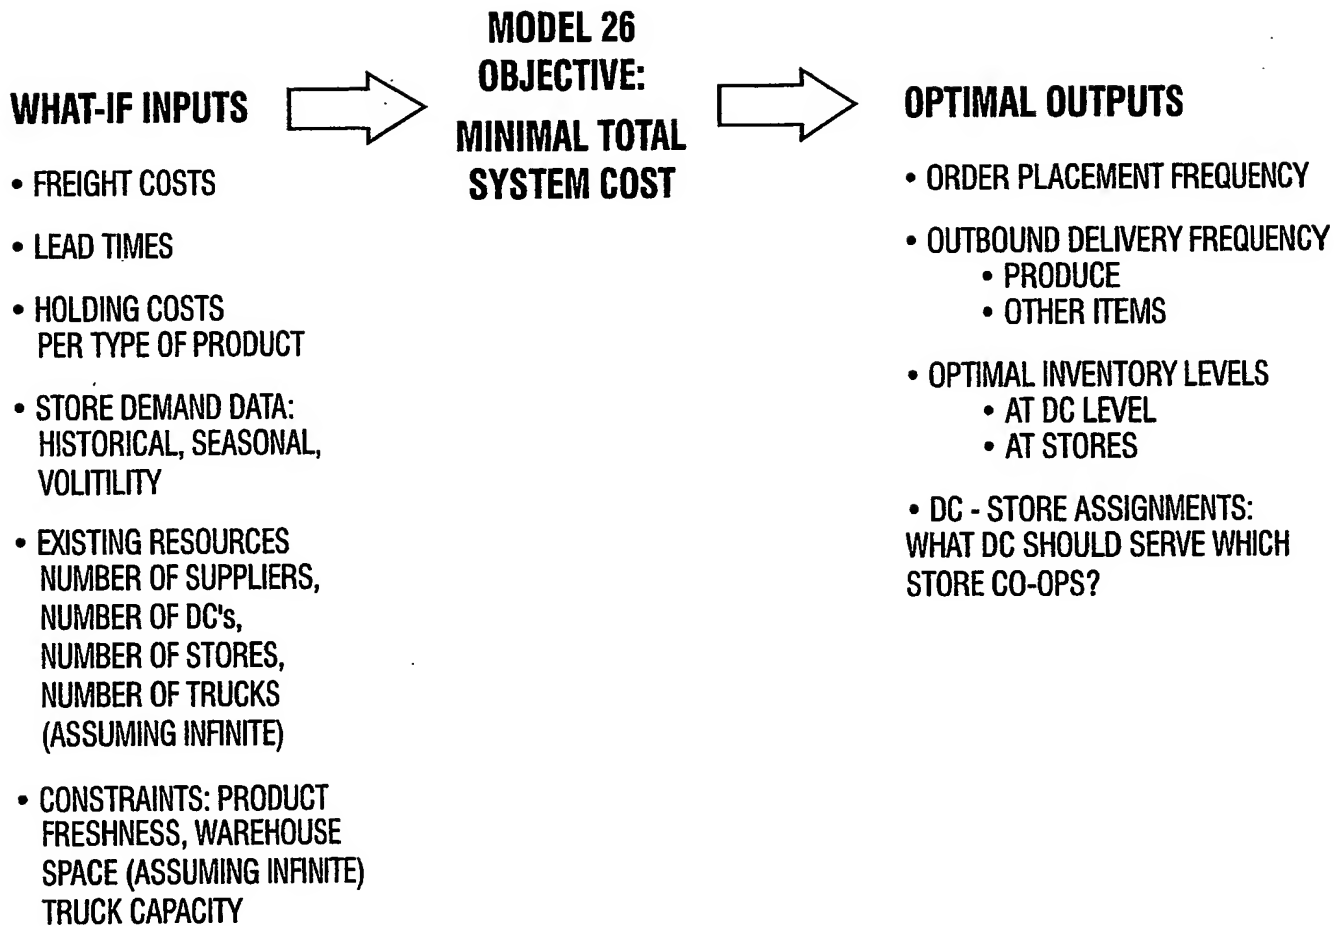 MODEL 26
OBJECTIVE:
MINIMAL TOTAL
SYSTEM COST
WHAT-IF INPUTS
• FREIGHT COSTS
• LEAD TIMES
• HOLDING COSTS
PER TYPE OF PRODUCT
• STORE DEMAND DATA:
HISTORICAL, SEASONAL,
VOLITILITY
• EXISTING RESOURCES
NUMBER OF SUPPLIERS,
NUMBER OF DC's,
NUMBER OF STORES,
NUMBER OF TRUCKS
(ASSUMING INFINITE)
• CONSTRAINTS: PRODUCT
FRESHNESS, WAREHOUSE
SPACE (ASSUMING INFINITE)
TRUCK CAPACITY
OPTIMAL OUTPUTS
• ORDER PLACEMENT FREQUENCY
• OUTBOUND DELIVERY FREQUENCY
• PRODUCE
• OTHER ITEMS
• OPTIMAL INVENTORY LEVELS
• AT DC LEVEL
• AT STORES
• DC - STORE ASSIGNMENTS:
WHAT DC SHOULD SERVE WHICH
STORE CO-OPS?